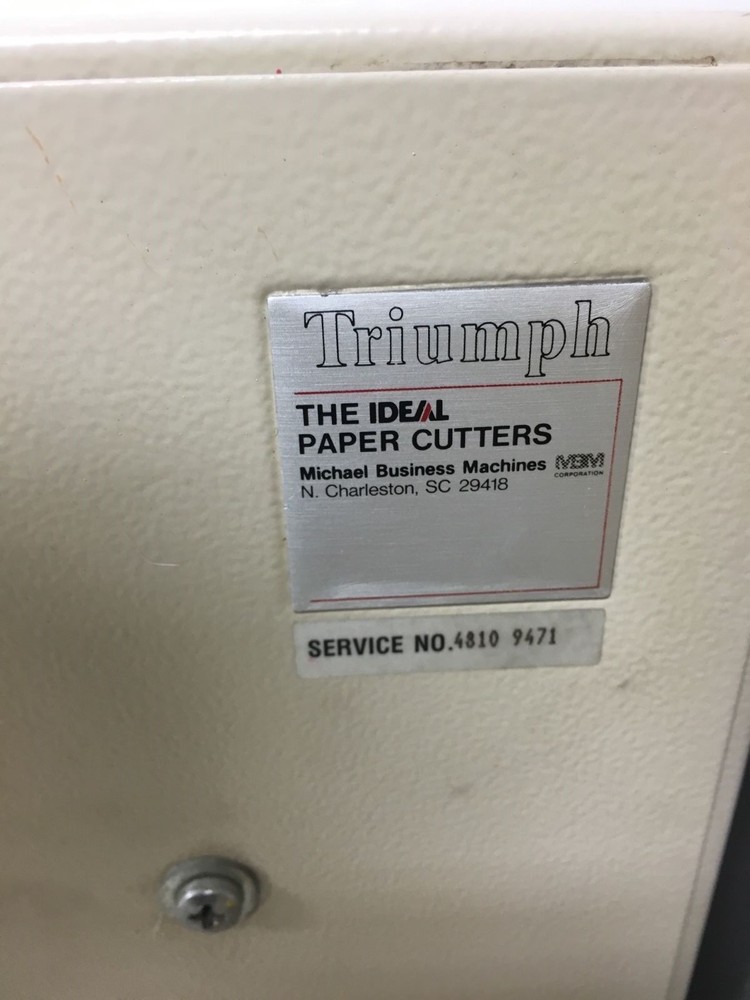 Triumph
THE IDEAL
PAPER CUTTERS
Michael Business Machines MBM
CORPORATION
N. Charleston, SC 29418
SERVICE NO.4810 9471